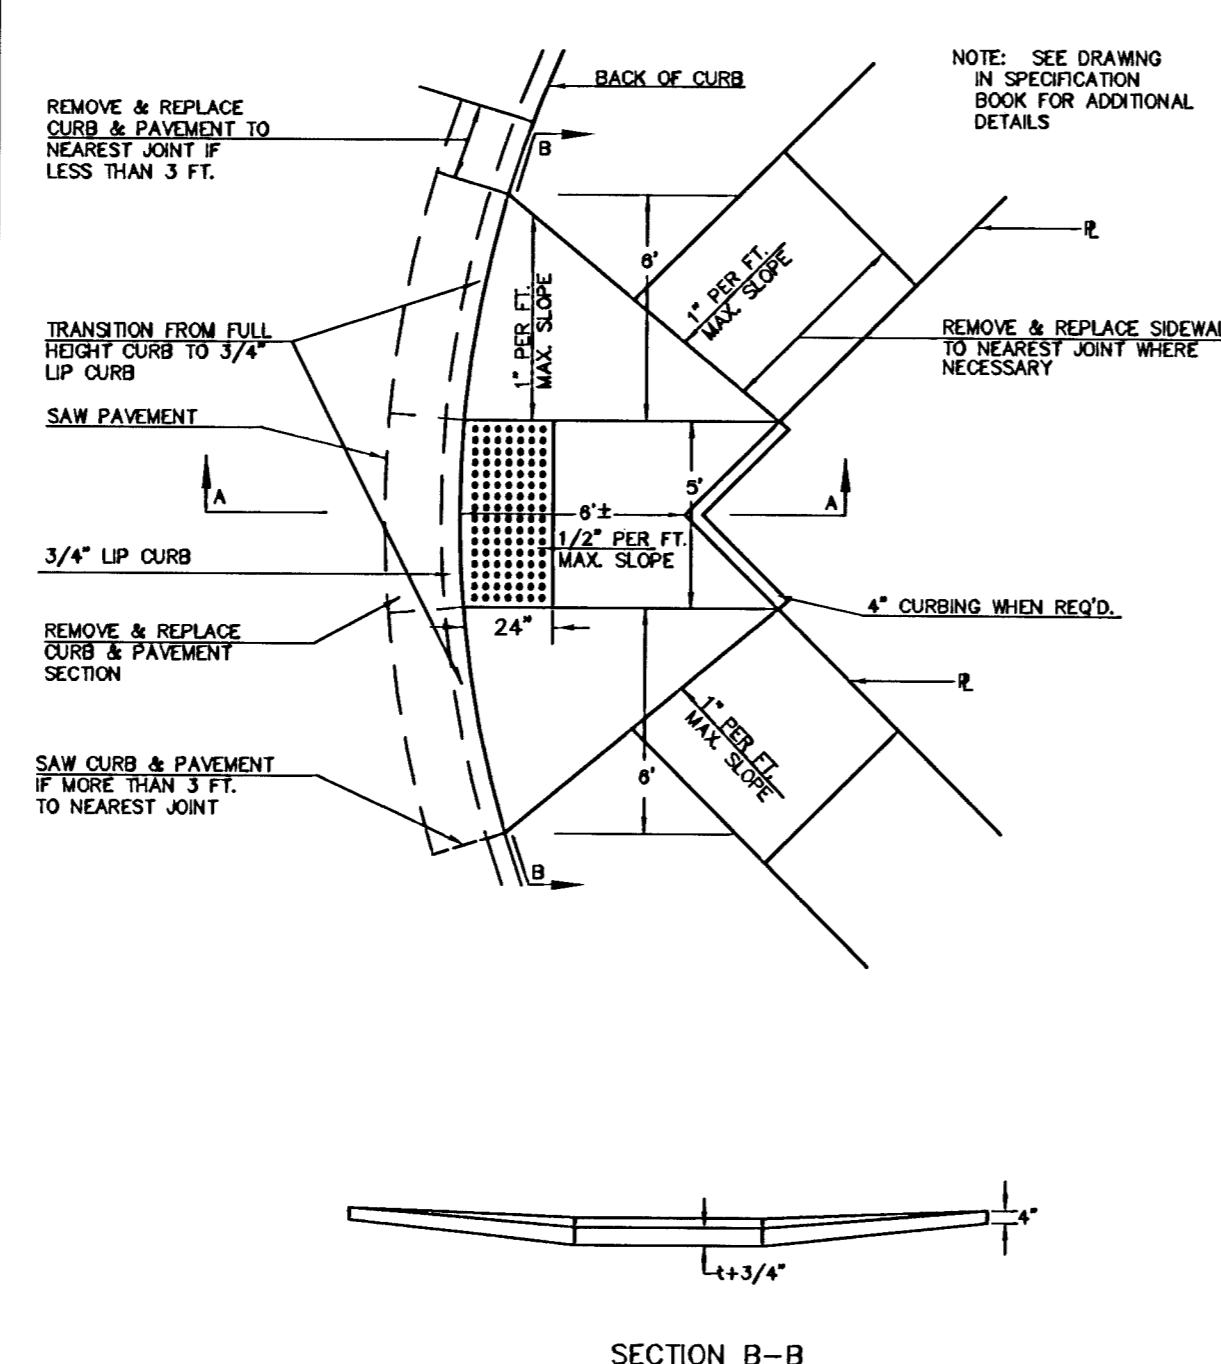 NOTE: SEE DRAWING
IN SPECIFICATION
BOOK FOR ADDITIONAL
DETAILS
BACK OF CURB
REMOVE & REPLACE
CURB & PAVEMENT TO
NEAREST JOINT IF
LESS THAN 3 FT.
B
6'
1" PER FT.
MAX. SLOPE
1" PER FT.
MAX. SLOPE
PL
TRANSITION FROM FULL
HEIGHT CURB TO 3/4"
LIP CURB
REMOVE & REPLACE SIDEWAL
TO NEAREST JOINT WHERE
NECESSARY
SAW PAVEMENT
A
A
5'
6'±
1/2" PER FT.
MAX. SLOPE
3/4" LIP CURB
4" CURBING WHEN REQ'D.
24"
REMOVE & REPLACE
CURB & PAVEMENT
SECTION
PL
1" PER FT.
MAX. SLOPE
6'
SAW CURB & PAVEMENT
IF MORE THAN 3 FT.
TO NEAREST JOINT
B
4"
t+3/4"
SECTION B-B